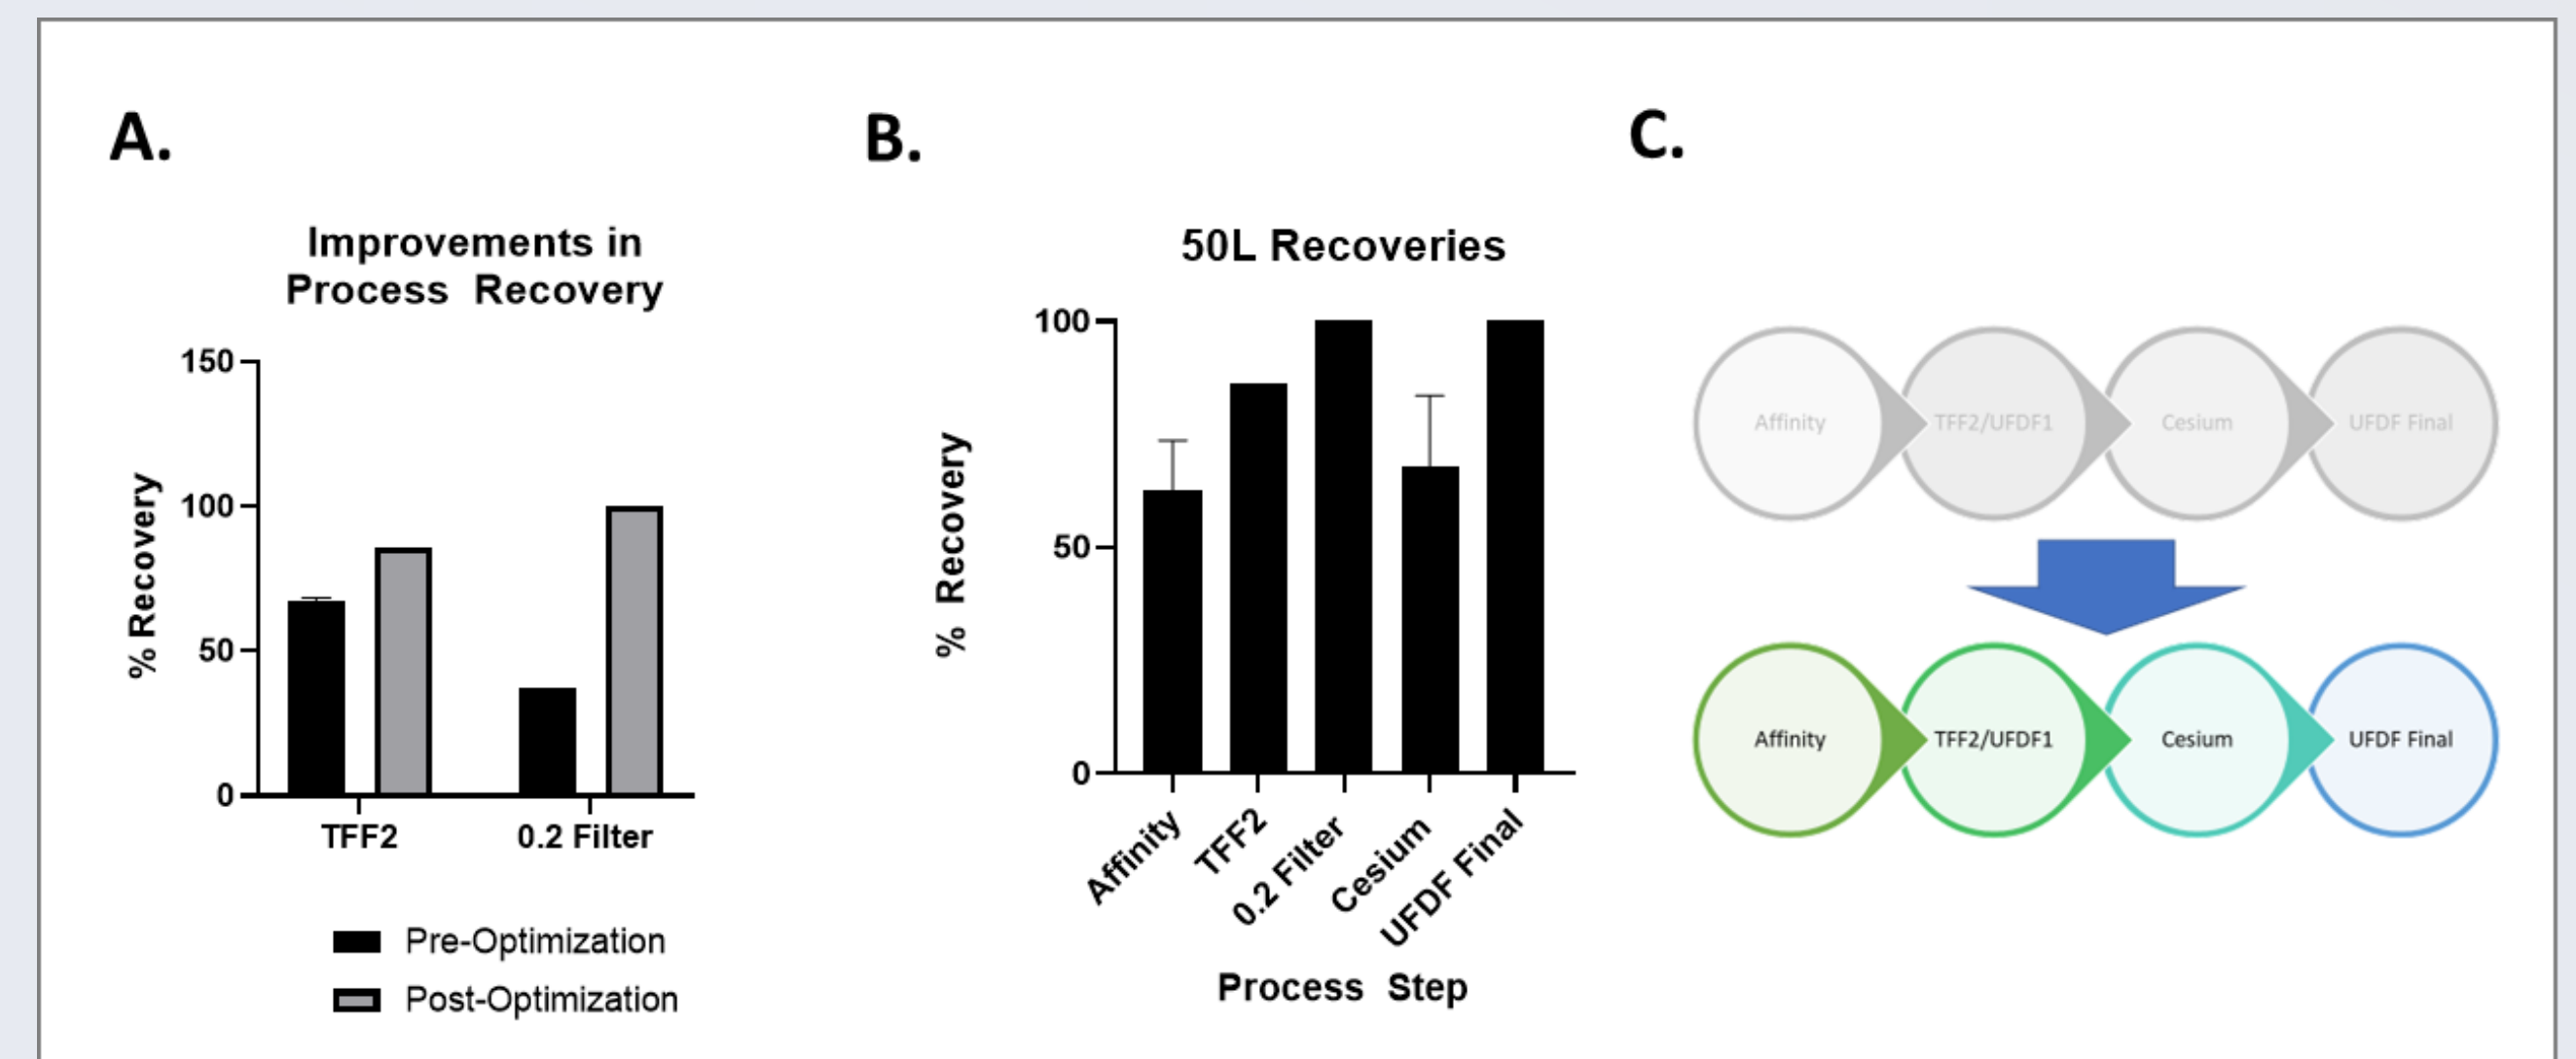 A.
Improvements in
Process Recovery
% Recovery
150
100
50
0
TFF2
0.2 Filter
Pre-Optimization
Post-Optimization
B.
50L Recoveries
% Recovery
100
50
0
Affinity
TFF2
0.2 Filter
Cesium
UFDF Final
Process Step
C.
Affinity
TFF2/UFDF1
Cesium
UFDF Final
Affinity
TFF2/UFDF1
Cesium
UFDF Final